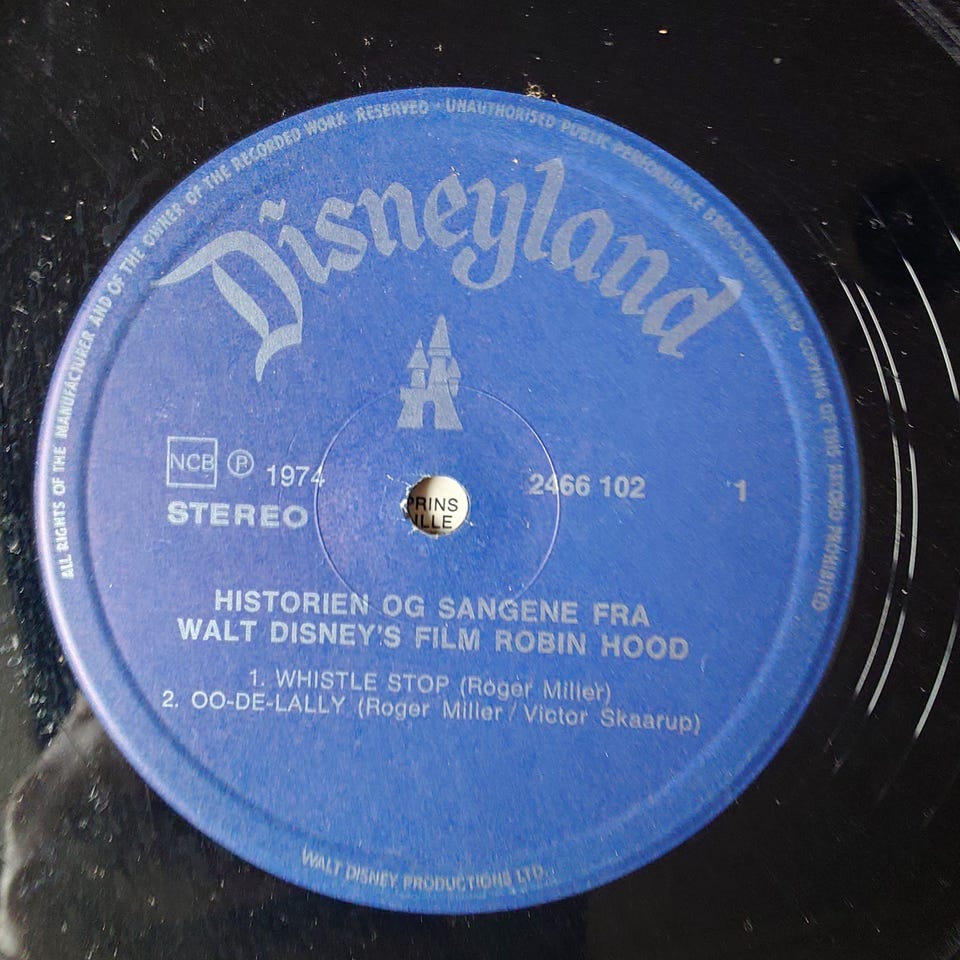 ALL RIGHTS OF THE MANUFACTURER AND OF THE OWNER OF THE RECORDED WORK RESERVED · UNAUTHORISED PUBLIC PERFORMANCE BROADCASTING AND COPYING OF THIS RECORD PROHIBITED
Disneyland
NCB Ⓟ 1974 2466 102 1
STEREO
PRINS
ILLE
HISTORIEN OG SANGENE FRA
WALT DISNEY'S FILM ROBIN HOOD
1. WHISTLE STOP (Roger Miller)
2. OO-DE-LALLY (Roger Miller / Victor Skaarup)
WALT DISNEY PRODUCTIONS LTD.